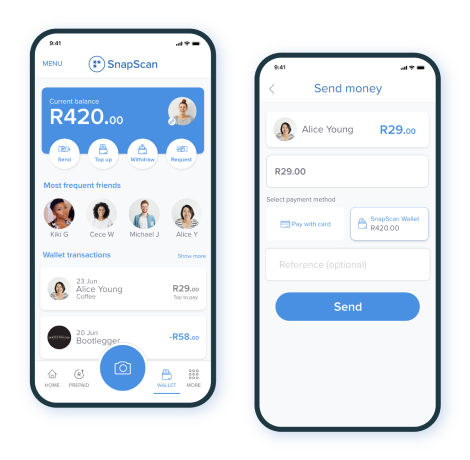 9:41
MENU
SnapScan
Current balance
R420.00
Send Top up Withdraw Request
Most frequent friends
Kiki G Cece W Michael J Alice Y
Wallet transactions Show more
23 Jun
Alice Young R29.00
Coffee Tap to pay
20 Jun
Bootlegger -R58.00
HOME PREPAID WALLET MORE
9:41
Send money
Alice Young R29.00
R29.00
Select payment method
Pay with card
SnapScan Wallet
R420.00
Reference (optional)
Send